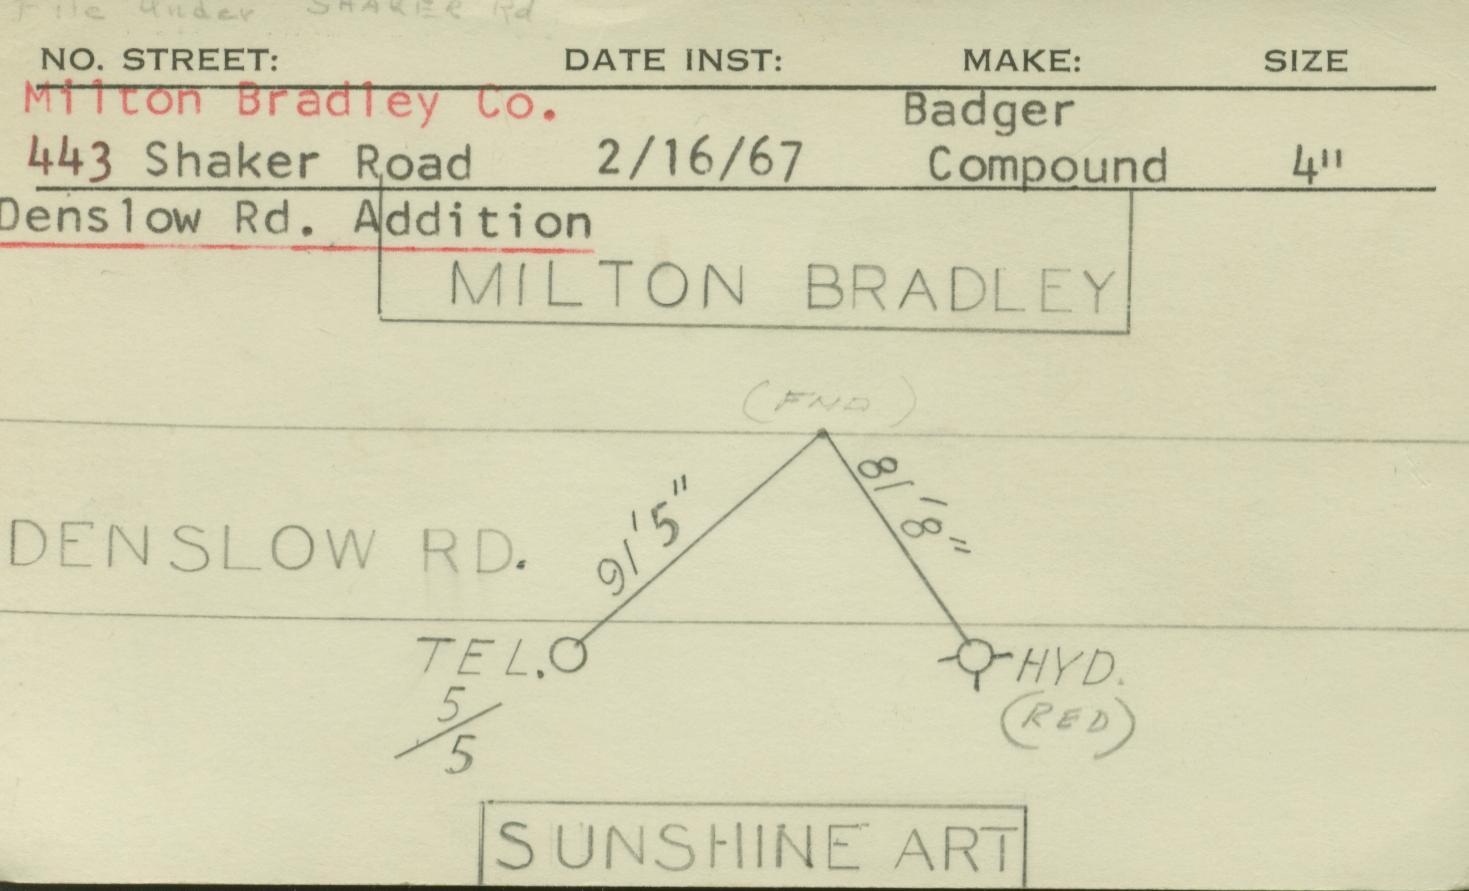 File Under SHAKER Rd
NO. STREET: DATE INST: MAKE: SIZE
Milton Bradley Co. Badger
443 Shaker Road 2/16/67 Compound 4"
Denslow Rd. Addition
MILTON BRADLEY
(FND)
91'5" 81'8"
DENSLOW RD.
TEL. HYD.
5/5 (RED)
SUNSHINE ART